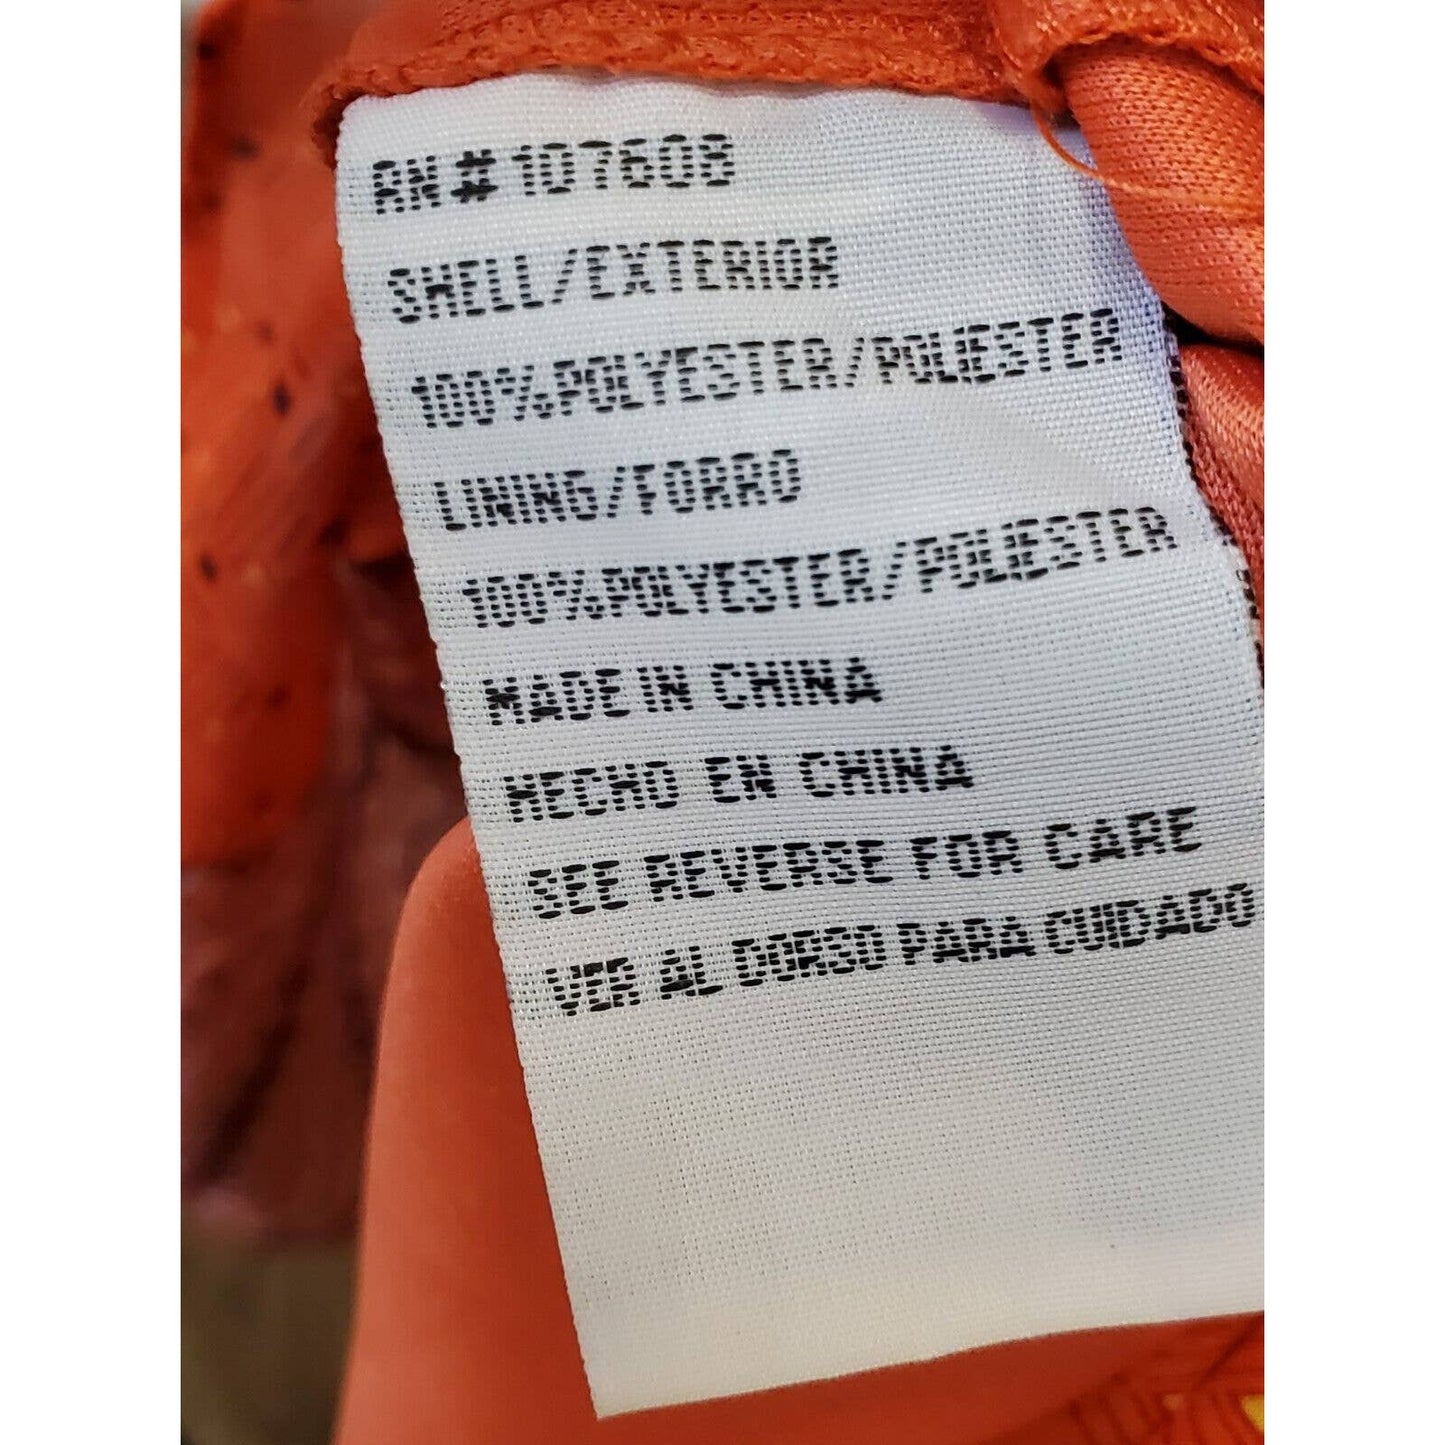 RN#107608
SHELL/EXTERIOR
100%POLYESTER/POLIESTER
LINING/FORRO
100%POLYESTER/POLIESTER
MADE IN CHINA
HECHO EN CHINA
SEE REVERSE FOR CARE
VER AL DORSO PARA CUIDADO